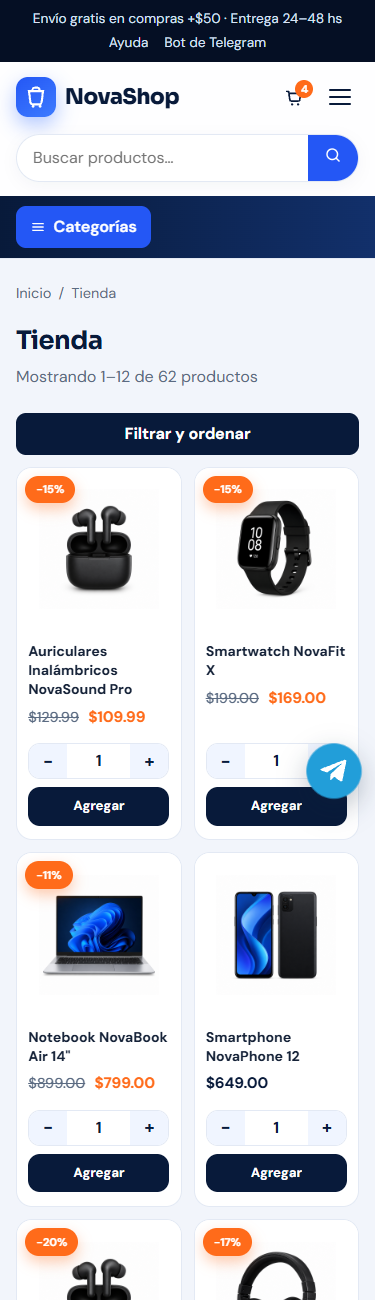 Envío gratis en compras +$50 · Entrega 24–48 hs
Ayuda Bot de Telegram
NovaShop
4
Buscar productos...
Categorías
Inicio / Tienda
Tienda
Mostrando 1–12 de 62 productos
Filtrar y ordenar
-15%
Auriculares
Inalámbricos
NovaSound Pro
$129.99 $109.99
- 1 +
Agregar
-15%
10
08
Smartwatch NovaFit
X
$199.00 $169.00
- 1
Agregar
-11%
Notebook NovaBook
Air 14"
$899.00 $799.00
- 1 +
Agregar
Smartphone
NovaPhone 12
$649.00
- 1 +
Agregar
-20%
-17%